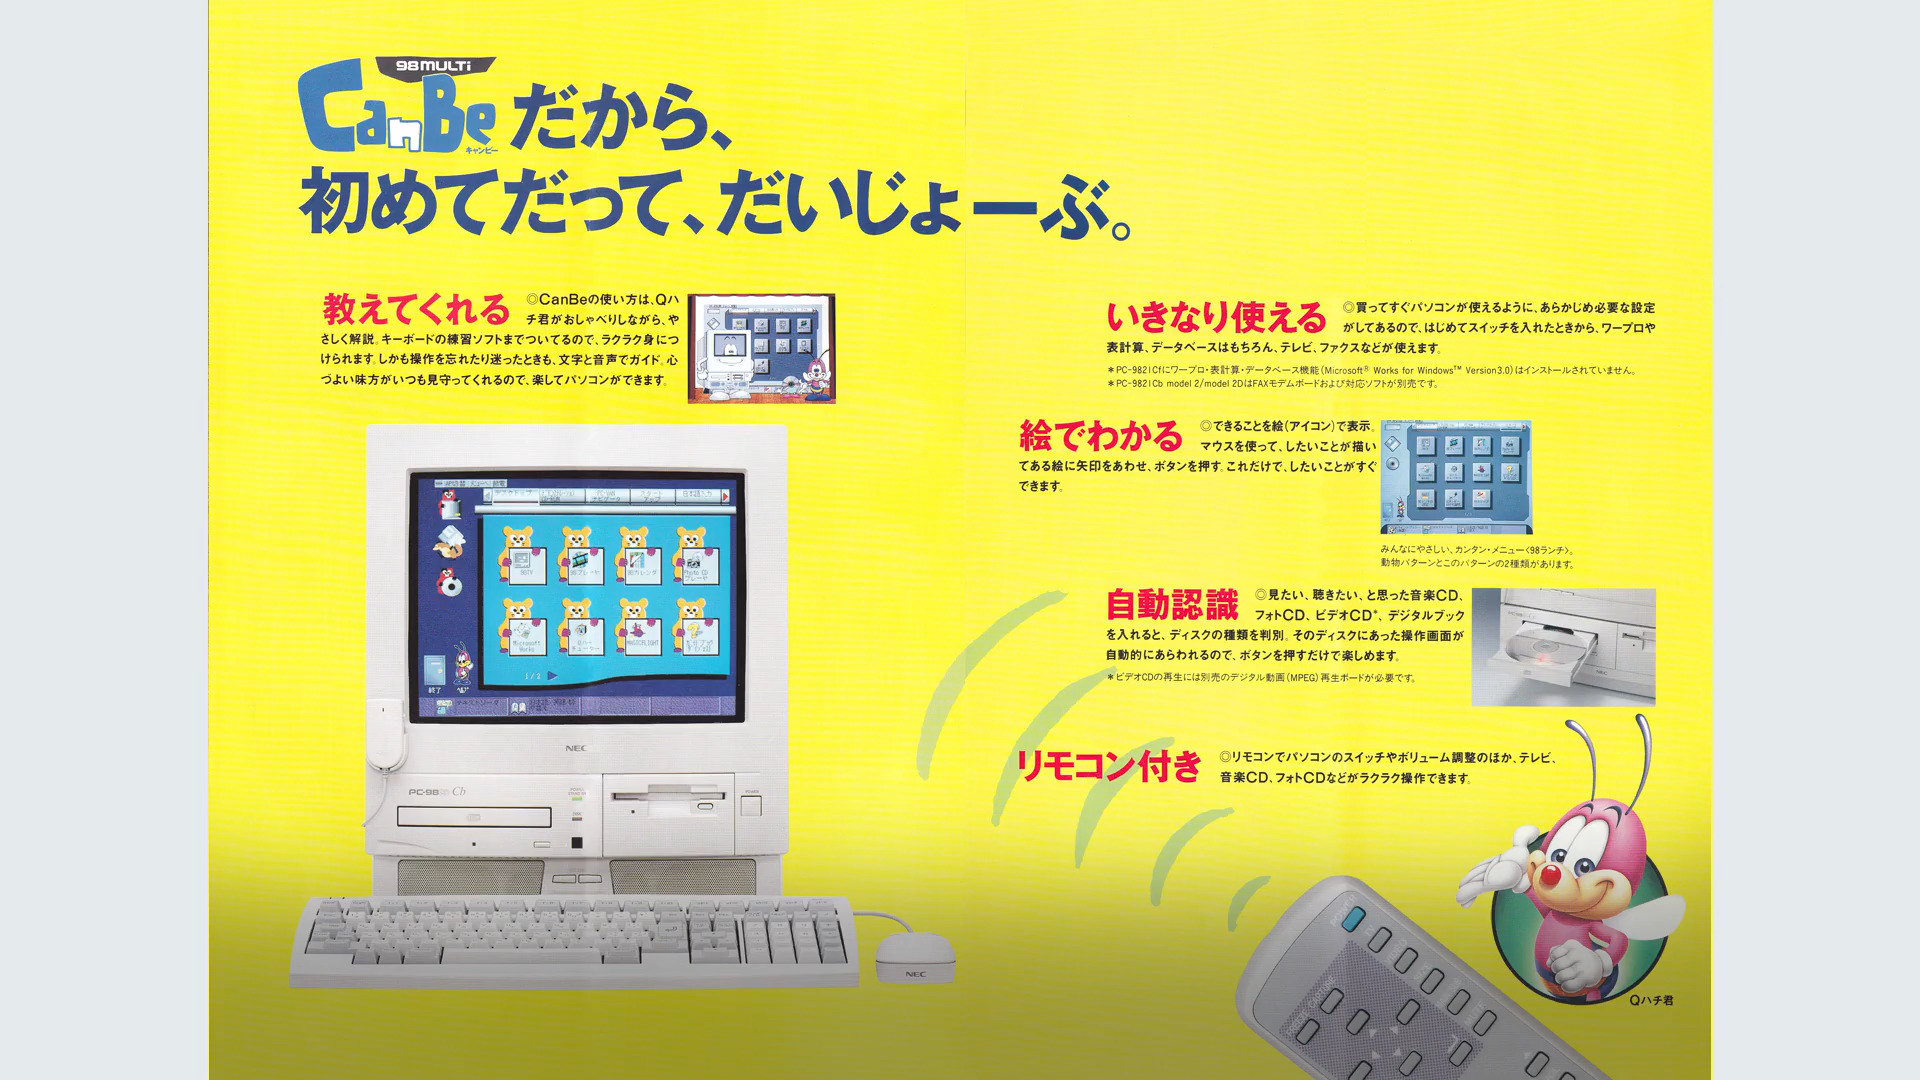 98MULTi
CanBe
キャンビー
だから、
初めてだって、だいじょーぶ。
教えてくれる
◎CanBeの使い方は、Qハ
チ君がおしゃべりしながら、や
さしく解説。キーボードの練習ソフトまでついてるので、ラクラク身につ
けられます。しかも操作を忘れたり迷ったときも、文字と音声でガイド。心
づよい味方がいつも見守ってくれるので、楽してパソコンができます。
いきなり使える
◎買ってすぐパソコンが使えるように、あらかじめ必要な設定
がしてあるので、はじめてスイッチを入れたときから、ワープロや
表計算、データベースはもちろん、テレビ、ファクスなどが使えます。
＊PC-9821Cfにワープロ・表計算・データベース機能（Microsoft® Works for Windows™ Version3.0）はインストールされていません。
＊PC-9821Cb model 2/model 2DはFAXモデムボードおよび対応ソフトが別売です。
絵でわかる
◎できることを絵（アイコン）で表示。
マウスを使って、したいことが描い
てある絵に矢印をあわせ、ボタンを押す。これだけで、したいことがすぐ
できます。
みんなにやさしい、カンタン・メニュー〈98ランチ〉。
動物パターンとこのパターンの2種類があります。
自動認識
◎見たい、聴きたい、と思った音楽CD、
フォトCD、ビデオCD*、デジタルブック
を入れると、ディスクの種類を判別。そのディスクにあった操作画面が
自動的にあらわれるので、ボタンを押すだけで楽しめます。
＊ビデオCDの再生には別売のデジタル動画（MPEG）再生ボードが必要です。
リモコン付き
◎リモコンでパソコンのスイッチやボリューム調整のほか、テレビ、
音楽CD、フォトCDなどがラクラク操作できます。
Qハチ君
98TV
Photo CD
プレーヤ
Microsoft
Works
1/2
終了
ヘルプ
NEC
PC-98
Cb
POWER
NEC